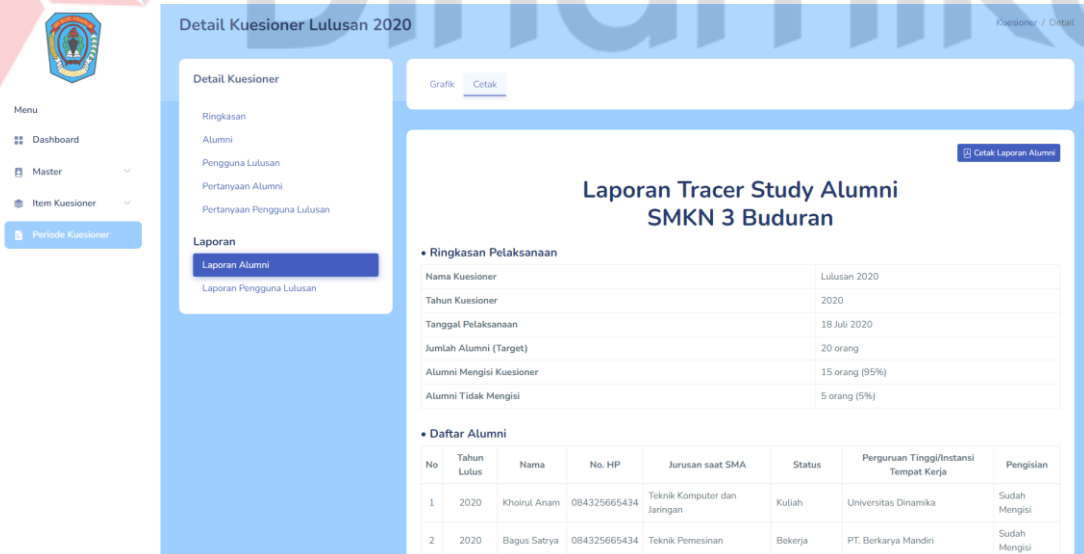 Detail Kuesioner Lulusan 2020
Kuesioner / Detail
Menu
Dashboard
Master
Item Kuesioner
Periode Kuesioner
Detail Kuesioner
Ringkasan
Alumni
Pengguna Lulusan
Pertanyaan Alumni
Pertanyaan Pengguna Lulusan
Laporan
Laporan Alumni
Laporan Pengguna Lulusan
Grafik Cetak
Cetak Laporan Alumni
Laporan Tracer Study Alumni
SMKN 3 Buduran
• Ringkasan Pelaksanaan
Nama Kuesioner Lulusan 2020
Tahun Kuesioner 2020
Tanggal Pelaksanaan 18 Juli 2020
Jumlah Alumni (Target) 20 orang
Alumni Mengisi Kuesioner 15 orang (95%)
Alumni Tidak Mengisi 5 orang (5%)
• Daftar Alumni
No Tahun Lulus Nama No. HP Jurusan saat SMA Status Perguruan Tinggi/Instansi Tempat Kerja Pengisian
1 2020 Khoirul Anam 084325665434 Teknik Komputer dan Jaringan Kuliah Universitas Dinamika Sudah Mengisi
2 2020 Bagus Satrya 084325665434 Teknik Pemesinan Bekerja PT. Berkarya Mandiri Sudah Mengisi